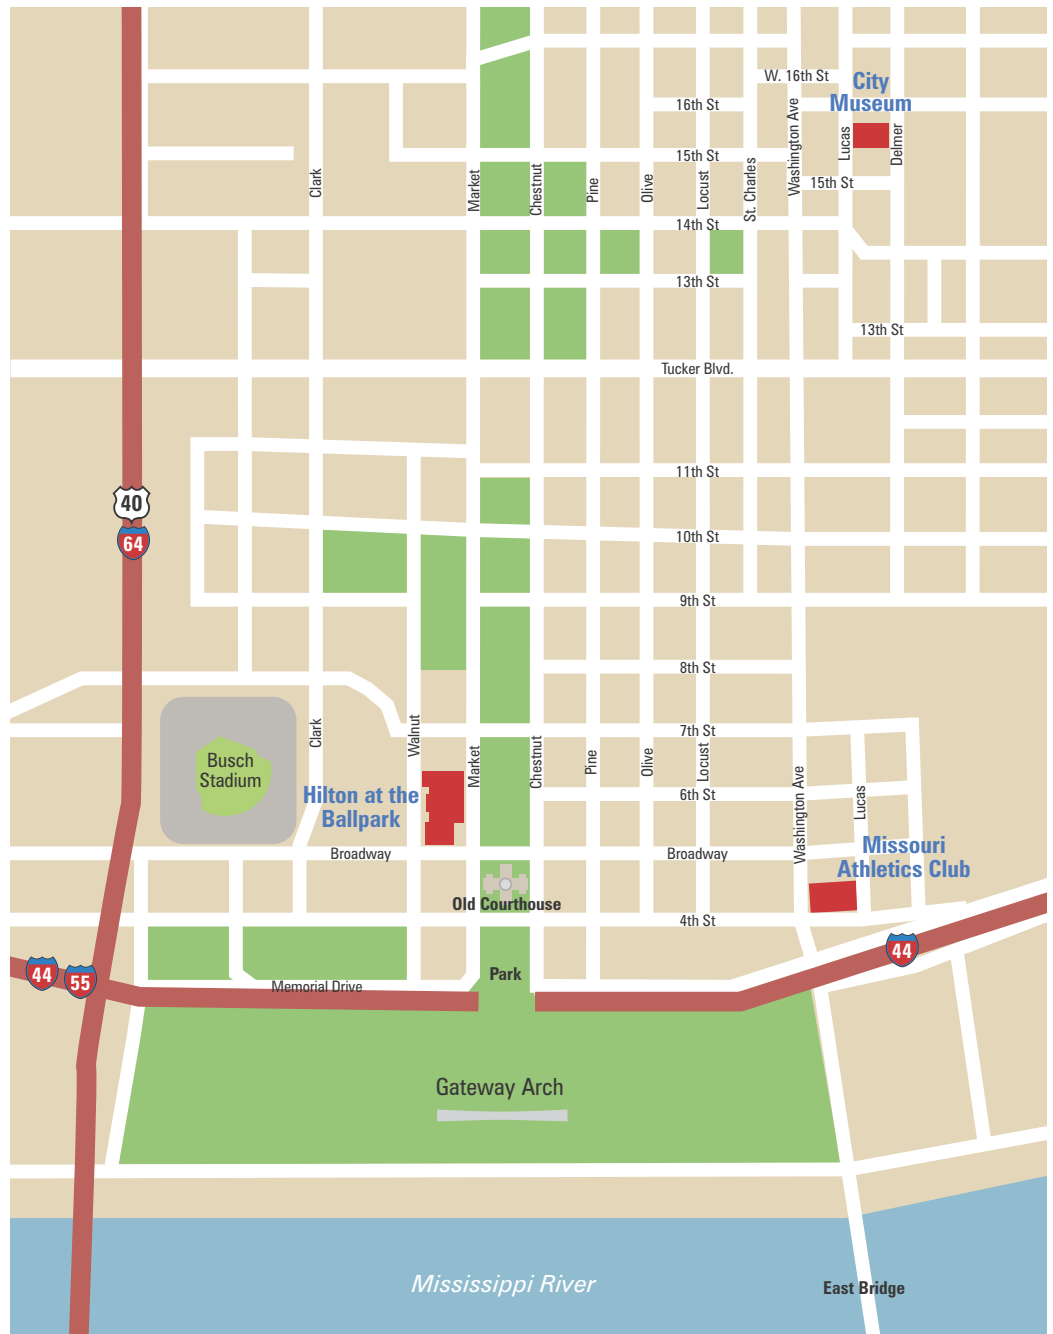 W. 16th St
City
Museum
16th St
Washington Ave
Lucas
Delmer
15th St
Clark
Market
Chestnut
Pine
Olive
Locust
St. Charles
15th St
14th St
13th St
13th St
Tucker Blvd.
11th St
40
64
10th St
9th St
8th St
Clark
Walnut
Market
Chestnut
Pine
Olive
Locust
7th St
Busch
Stadium
Washington Ave
Lucas
Hilton at the
Ballpark
6th St
Broadway
Broadway
Missouri
Athletics Club
Old Courthouse
4th St
44
44
55
Park
Memorial Drive
Gateway Arch
Mississippi River
East Bridge